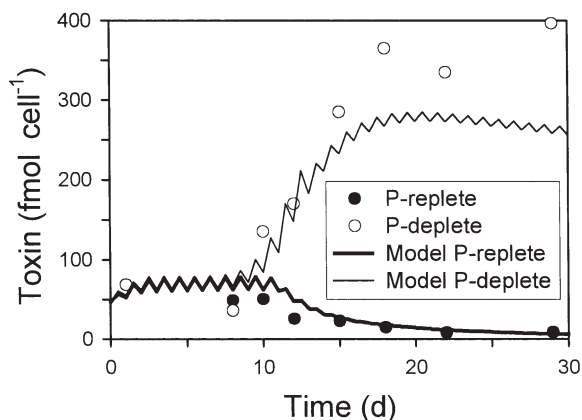 400
300
200
100
0
Toxin (fmol cell⁻¹)
P-replete
P-deplete
Model P-replete
Model P-deplete
0 10 20 30
Time (d)